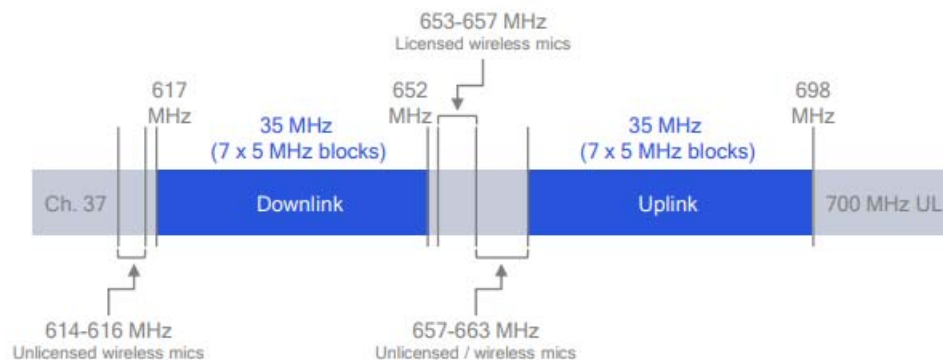 653-657 MHz
Licensed wireless mics
617
MHz
652
MHz
698
MHz
35 MHz
(7 x 5 MHz blocks)
35 MHz
(7 x 5 MHz blocks)
Ch. 37
Downlink
Uplink
700 MHz UL
614-616 MHz
Unlicensed wireless mics
657-663 MHz
Unlicensed / wireless mics